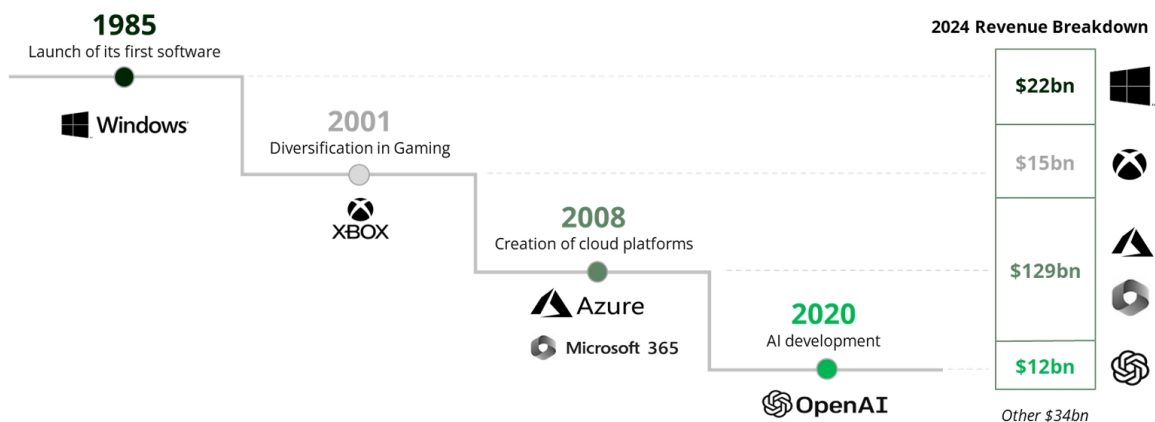 1985
Launch of its first software
Windows
2001
Diversification in Gaming
XBOX
2008
Creation of cloud platforms
Azure
Microsoft 365
2020
AI development
OpenAI
2024 Revenue Breakdown
$22bn
$15bn
$129bn
$12bn
Other $34bn